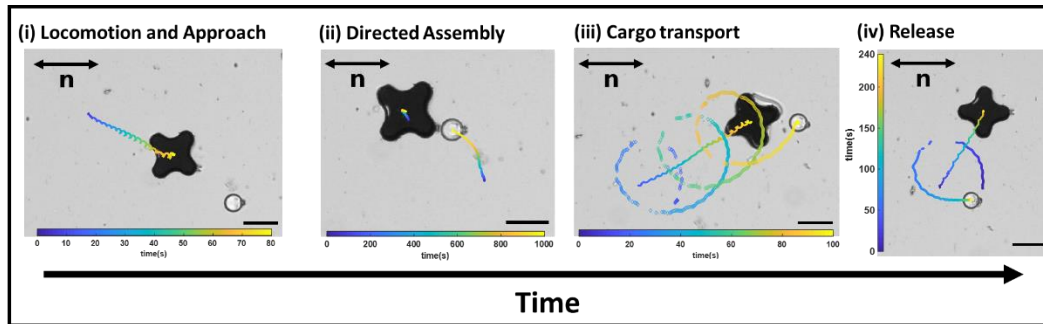 (i) Locomotion and Approach
(ii) Directed Assembly
(iii) Cargo transport
(iv) Release
n
n
n
n
0 10 20 30 40 50 60 70 80
time(s)
0 200 400 600 800 1000
time(s)
0 20 40 60 80 100
time(s)
240
200
150
100
50
0
time(s)
Time